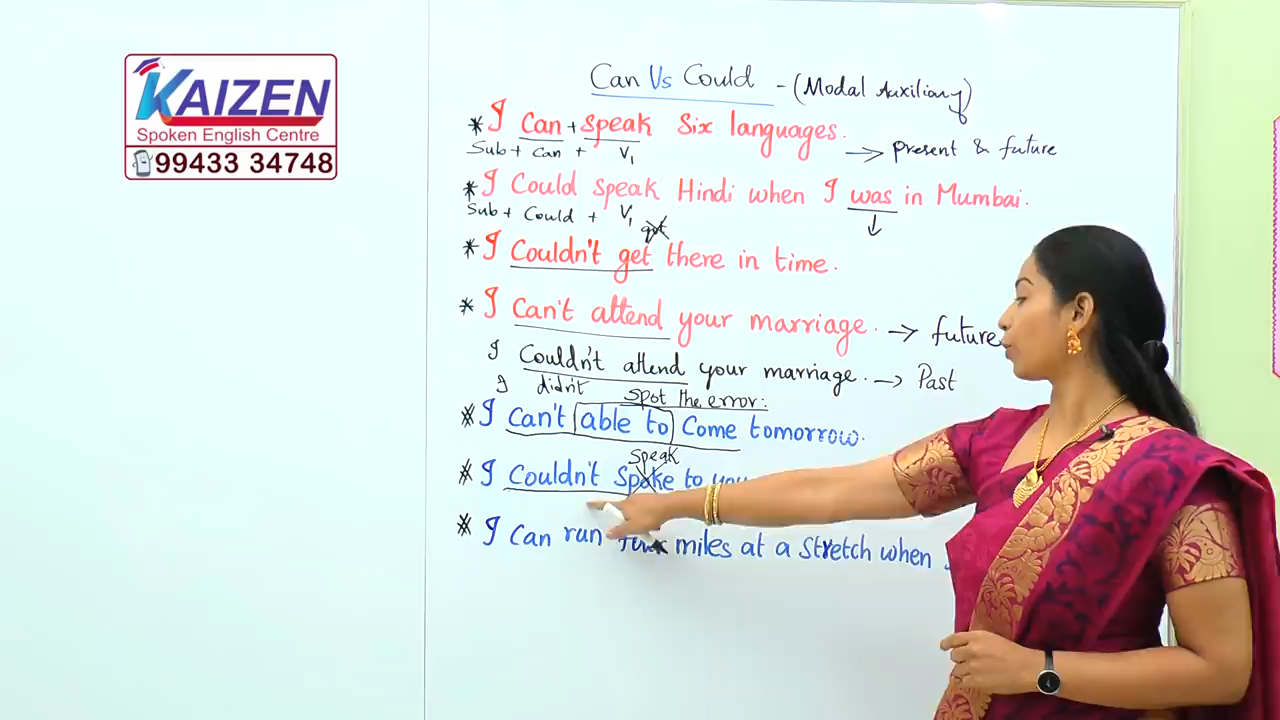 KAIZEN
Spoken English Centre
99433 34748
Can Vs Could - (Modal Auxiliary)
* I Can + speak Six languages.
Sub + can + V1 → present & future
* I Could speak Hindi when I was in Mumbai.
Sub + Could + V1 ↓
got
* I Couldn't get there in time.
* I Can't attend your marriage. → future
I Couldn't attend your marriage. → Past
I didn't
Spot the error:
* I can't able to Come tomorrow.
speak
* I Couldn't Spoke to you
* I Can run four miles at a stretch when